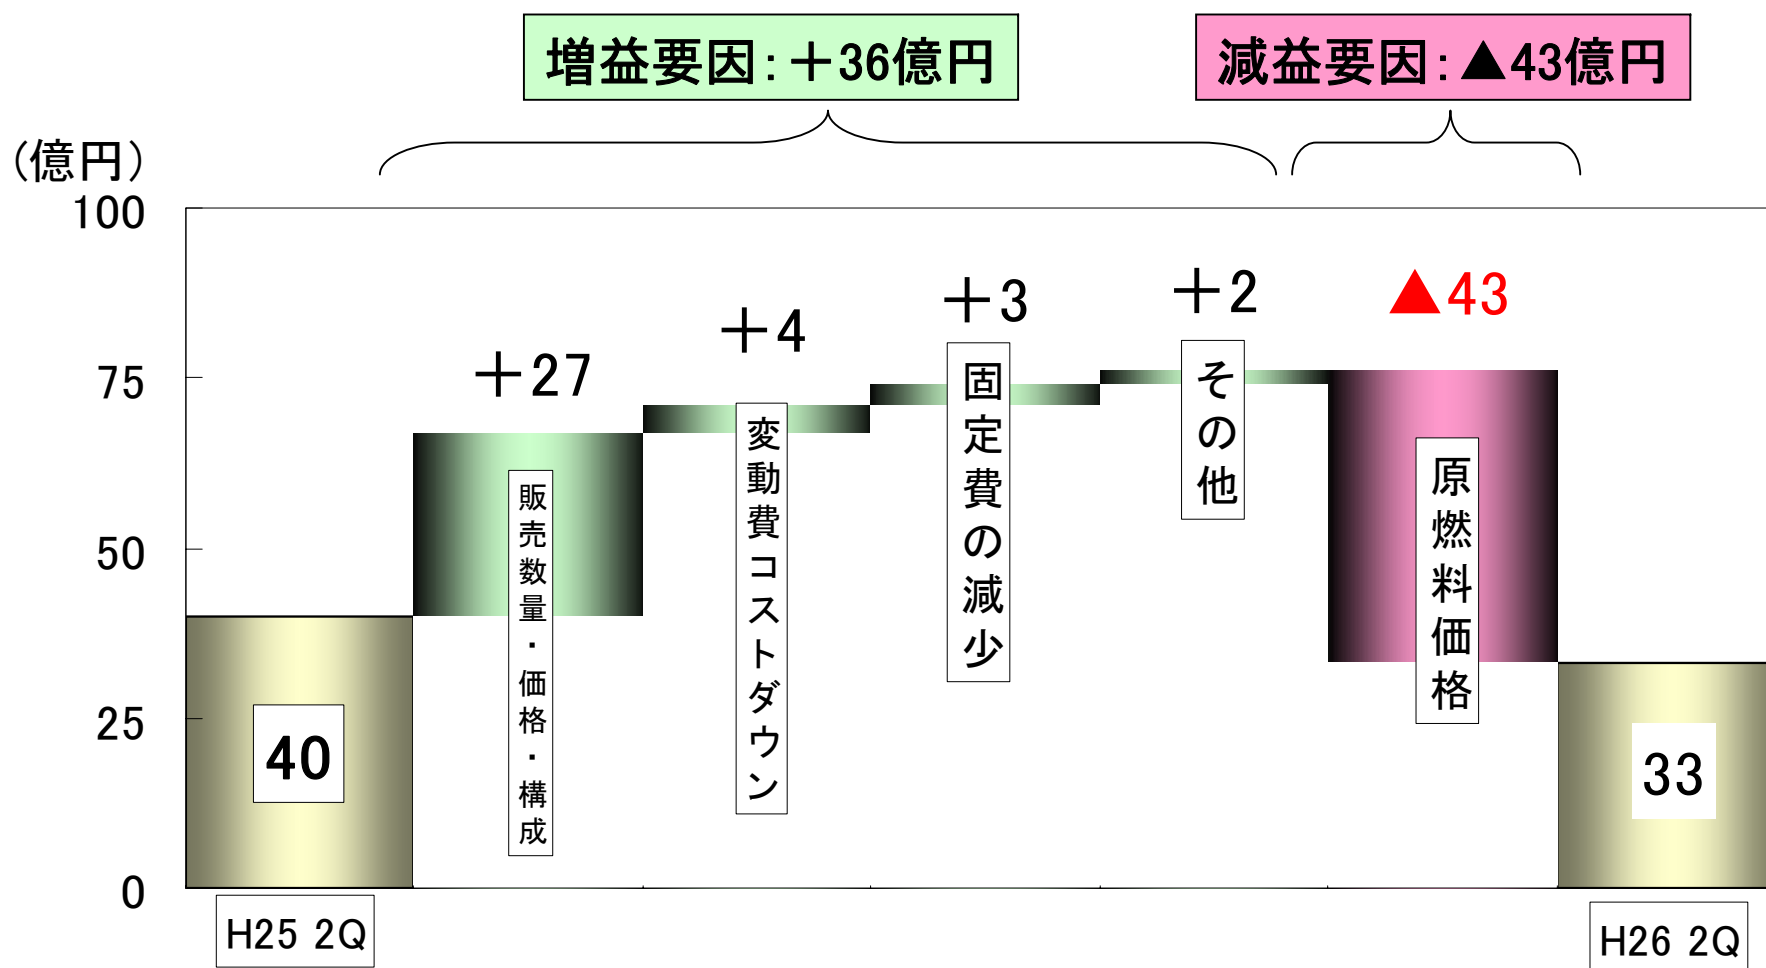 増益要因：＋36億円
減益要因：▲43億円
(億円)
100
75
50
25
0
＋27
＋4
＋3
＋2
▲43
販売数量・価格・構成
変動費コストダウン
固定費の減少
その他
原燃料価格
40
33
H25 2Q
H26 2Q